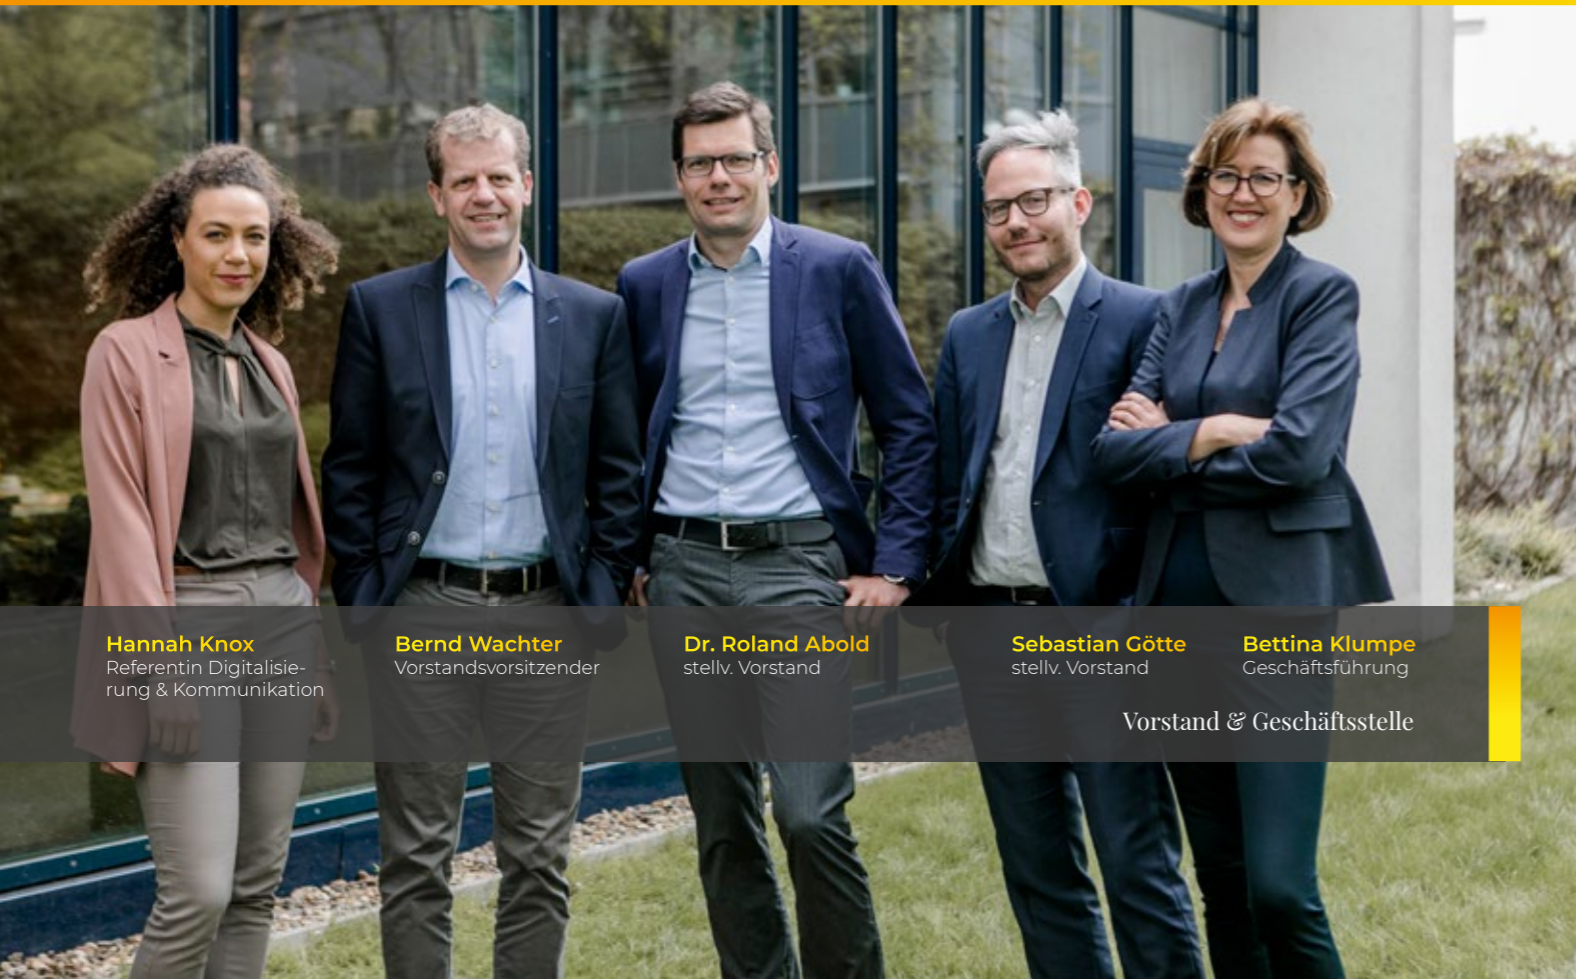 Hannah Knox
Referentin Digitalisie-
rung & Kommunikation
Bernd Wachter
Vorstandsvorsitzender
Dr. Roland Abold
stellv. Vorstand
Sebastian Götte
stellv. Vorstand
Bettina Klumpe
Geschäftsführung
Vorstand & Geschäftsstelle